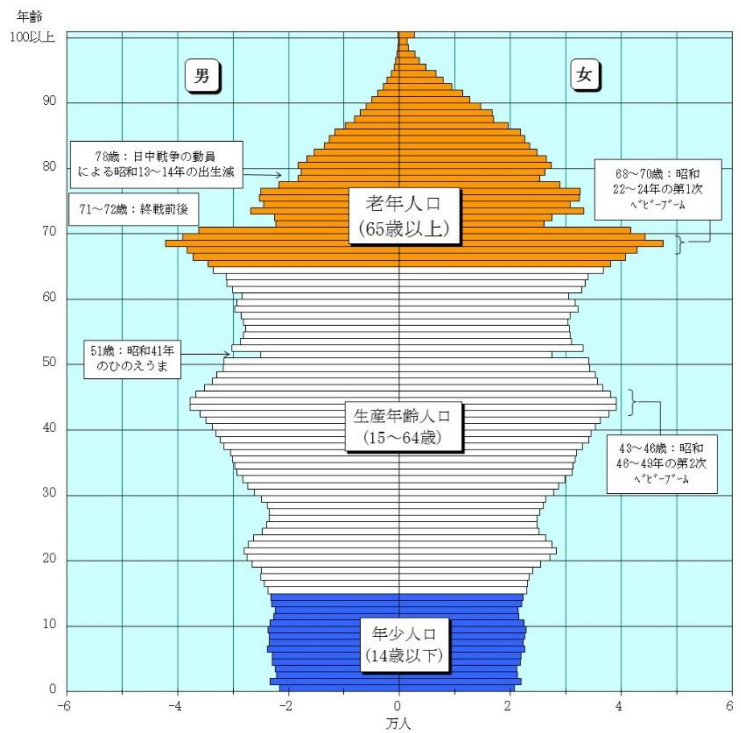 年齢
100以上
男
女
90
78歳：日中戦争の動員
による昭和13～14年の出生減
80
68～70歳：昭和
22～24年の第1次
ﾍﾞﾋﾞｰﾌﾞｰﾑ
老年人口
(65歳以上)
71～72歳：終戦前後
70
60
51歳：昭和41年
のひのえうま
50
生産年齢人口
(15～64歳)
40
43～46歳：昭和
46～49年の第2次
ﾍﾞﾋﾞｰﾌﾞｰﾑ
30
20
年少人口
(14歳以下)
10
0
-6 -4 -2 0 2 4 6
万人